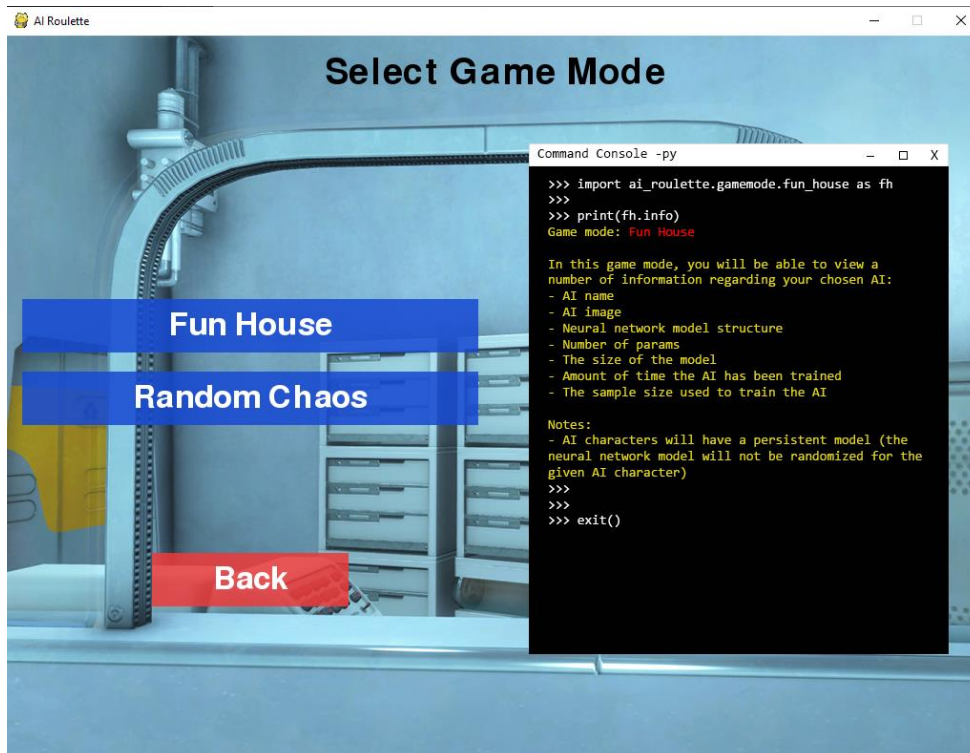 AI Roulette
Select Game Mode
Fun House
Random Chaos
Back
Command Console -py
X
>>> import ai_roulette.gamemode.fun_house as fh
>>>
>>> print(fh.info)
Game mode: Fun House
In this game mode, you will be able to view a
number of information regarding your chosen AI:
- AI name
- AI image
- Neural network model structure
- Number of params
- The size of the model
- Amount of time the AI has been trained
- The sample size used to train the AI
Notes:
- AI characters will have a persistent model (the
neural network model will not be randomized for the
given AI character)
>>>
>>>
>>> exit()